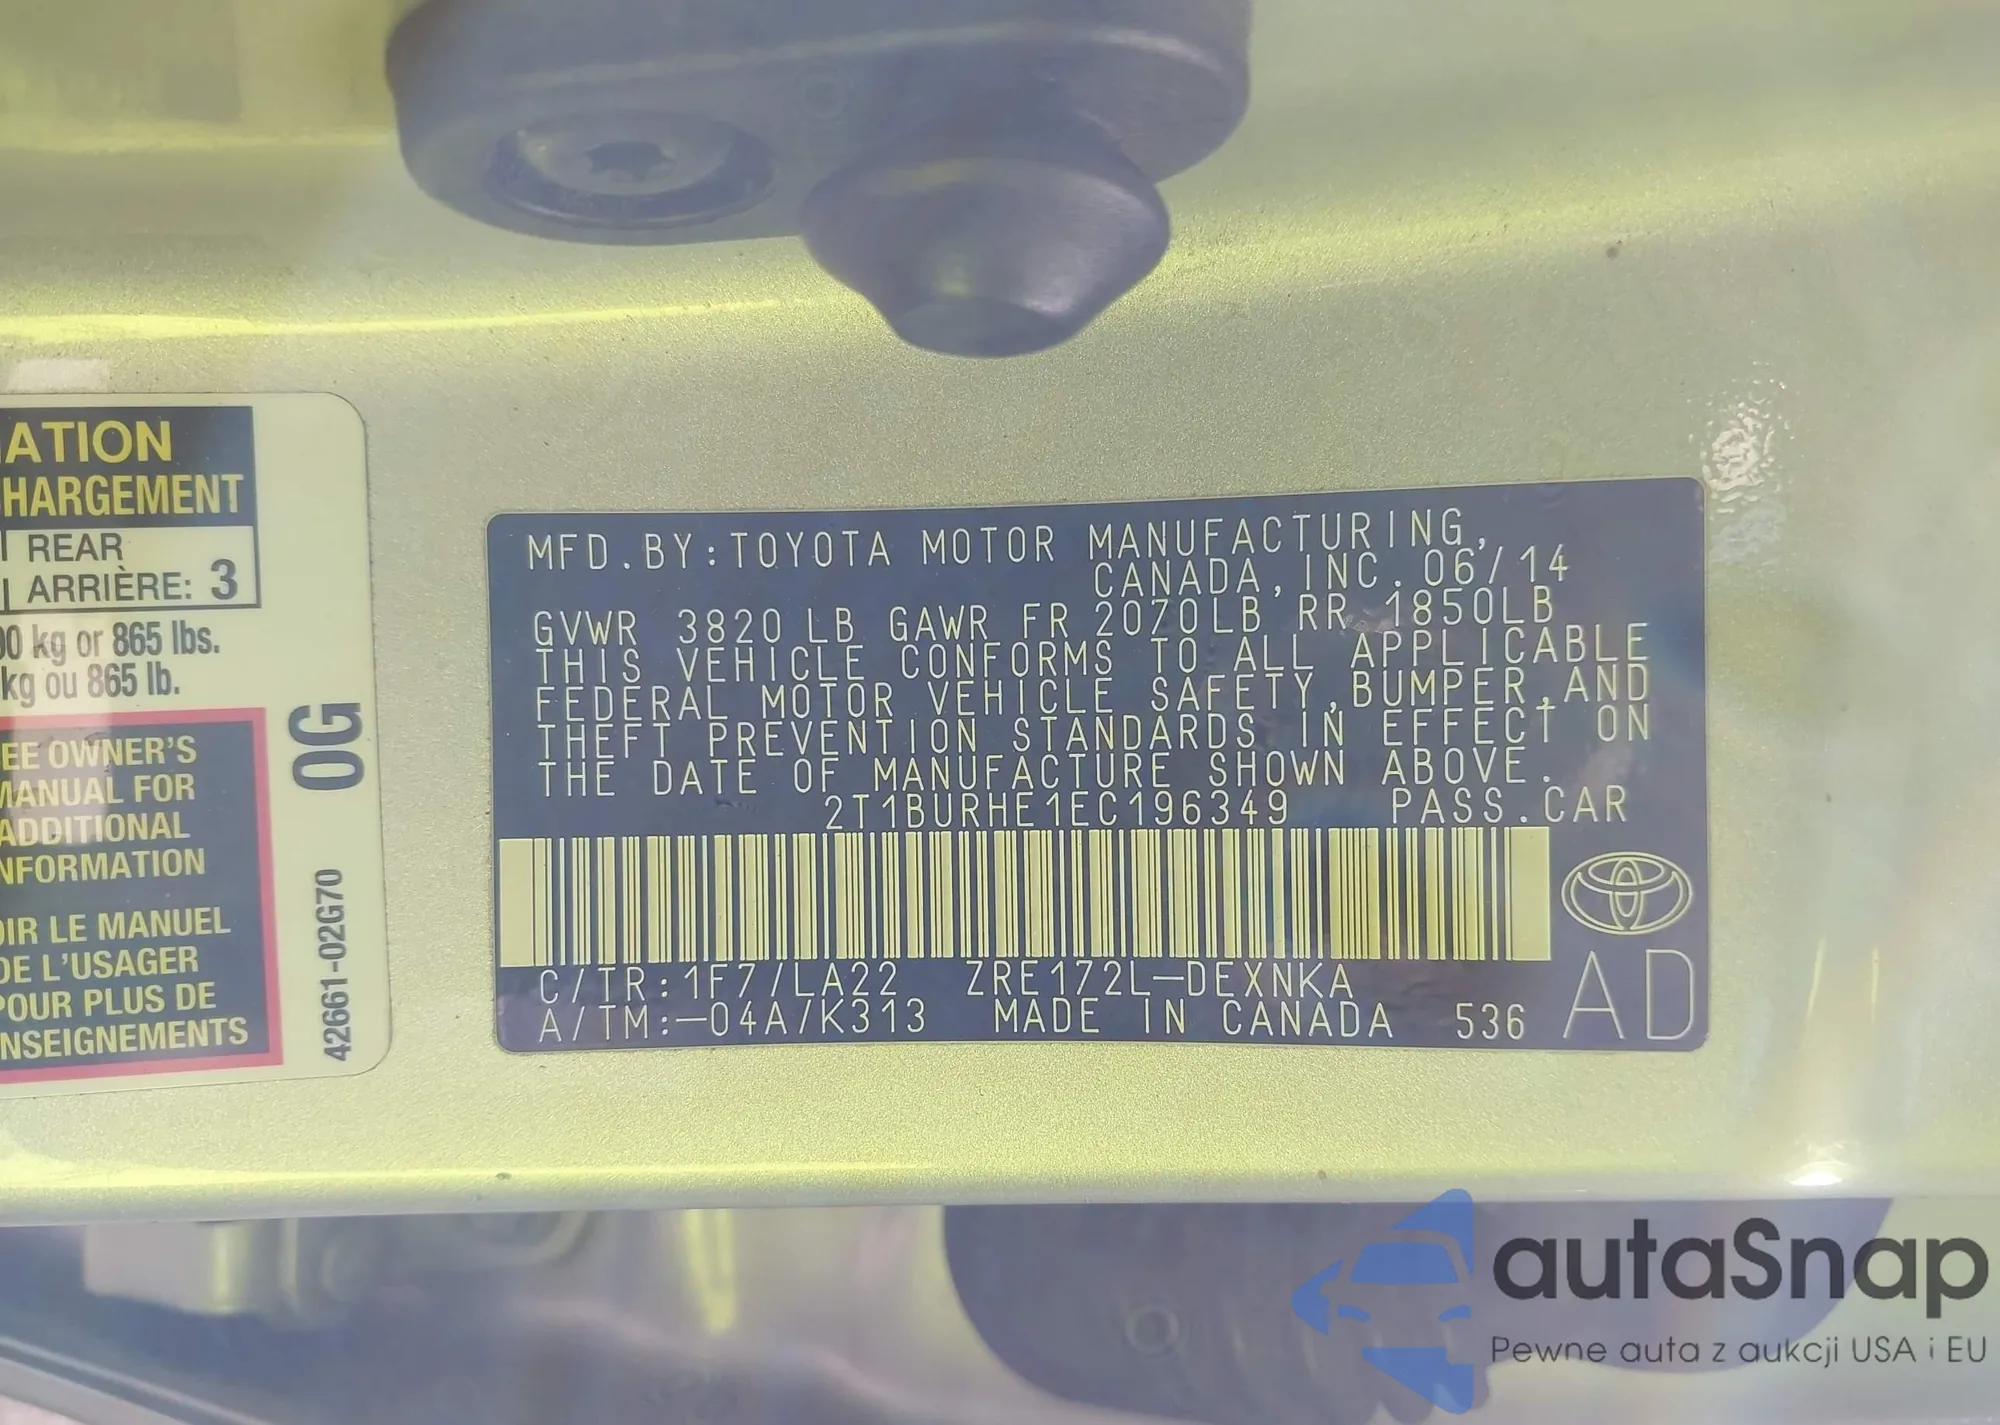 ATION
HARGEMENT
REAR
ARRIÈRE: 3
kg or 865 lbs.
kg ou 865 lb.
EE OWNER'S
MANUAL FOR
ADDITIONAL
NFORMATION
OIR LE MANUEL
DE L'USAGER
POUR PLUS DE
NSEIGNEMENTS
0G
42661-02G70
MFD.BY:TOYOTA MOTOR MANUFACTURING,
CANADA,INC.06/14
GVWR 3820 LB GAWR FR 2070LB RR 1850LB
THIS VEHICLE CONFORMS TO ALL APPLICABLE
FEDERAL MOTOR VEHICLE SAFETY,BUMPER,AND
THEFT PREVENTION STANDARDS IN EFFECT ON
THE DATE OF MANUFACTURE SHOWN ABOVE.
2T1BURHE1EC196349 PASS.CAR
C/TR:1F7/LA22 ZRE172L-DEXNKA
A/TM:-04A/K313 MADE IN CANADA 536
AD
autaSnap
Pewne auta z aukcji USA i EU